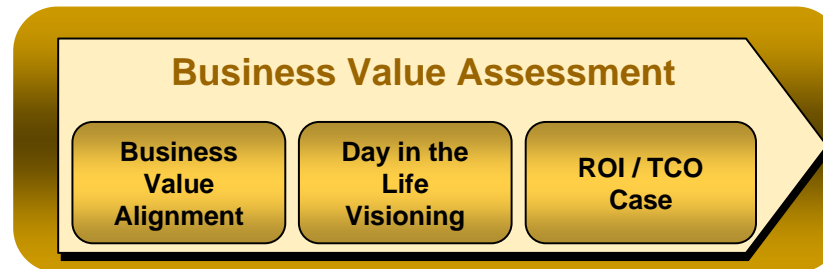 Business Value Assessment
Business
Value
Alignment
Day in the
Life
Visioning
ROI / TCO
Case